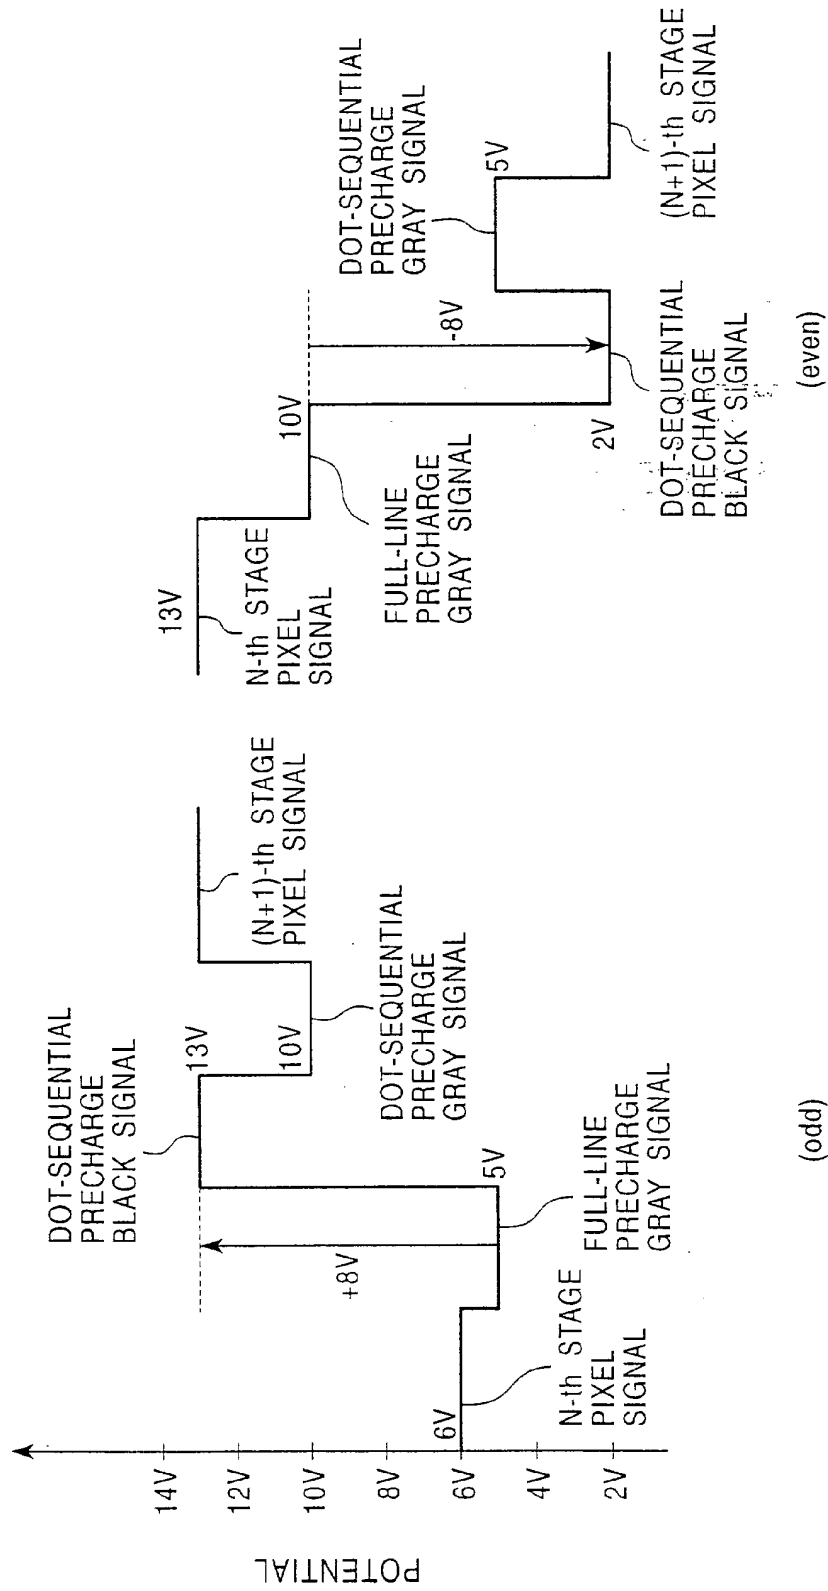 POTENTIAL
14V
12V
10V
8V
6V
4V
2V
6V
N-th STAGE
PIXEL
SIGNAL
+8V
5V
FULL-LINE
PRECHARGE
GRAY SIGNAL
DOT-SEQUENTIAL
PRECHARGE
BLACK SIGNAL
13V
10V
DOT-SEQUENTIAL
PRECHARGE
GRAY SIGNAL
(N+1)-th STAGE
PIXEL SIGNAL
(odd)
13V
N-th STAGE
PIXEL
SIGNAL
10V
FULL-LINE
PRECHARGE
GRAY SIGNAL
-8V
2V
DOT-SEQUENTIAL
PRECHARGE
BLACK SIGNAL
DOT-SEQUENTIAL
PRECHARGE
GRAY SIGNAL
5V
(N+1)-th STAGE
PIXEL SIGNAL
(even)